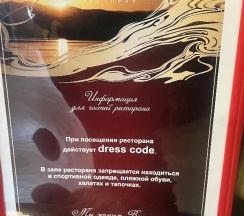 Информация
для гостей ресторана
При посещении ресторана
действует dress code.
В зале ресторана запрещается находиться
в спортивной одежде, пляжной обуви,
халатах и тапочках.